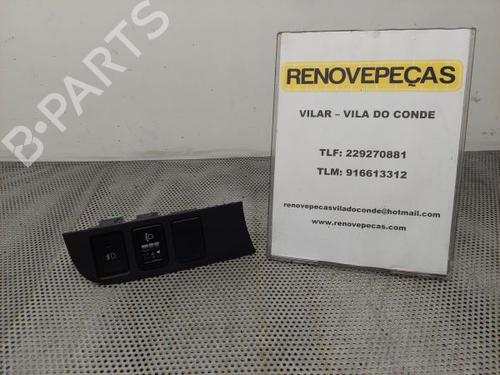 B-PARTS
RENOVEPEÇAS
VILAR – VILA DO CONDE
TLF: 229270881
TLM: 916613312
renovepecasviladoconde@hotmail.com
www.renovepecas.com